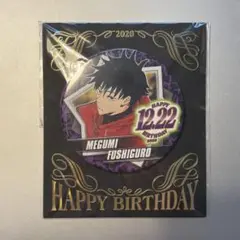 2020
HAPPY
12.22
BIRTHDAY
MEGUMI
FUSHIGURO
HAPPY BIRTHDAY